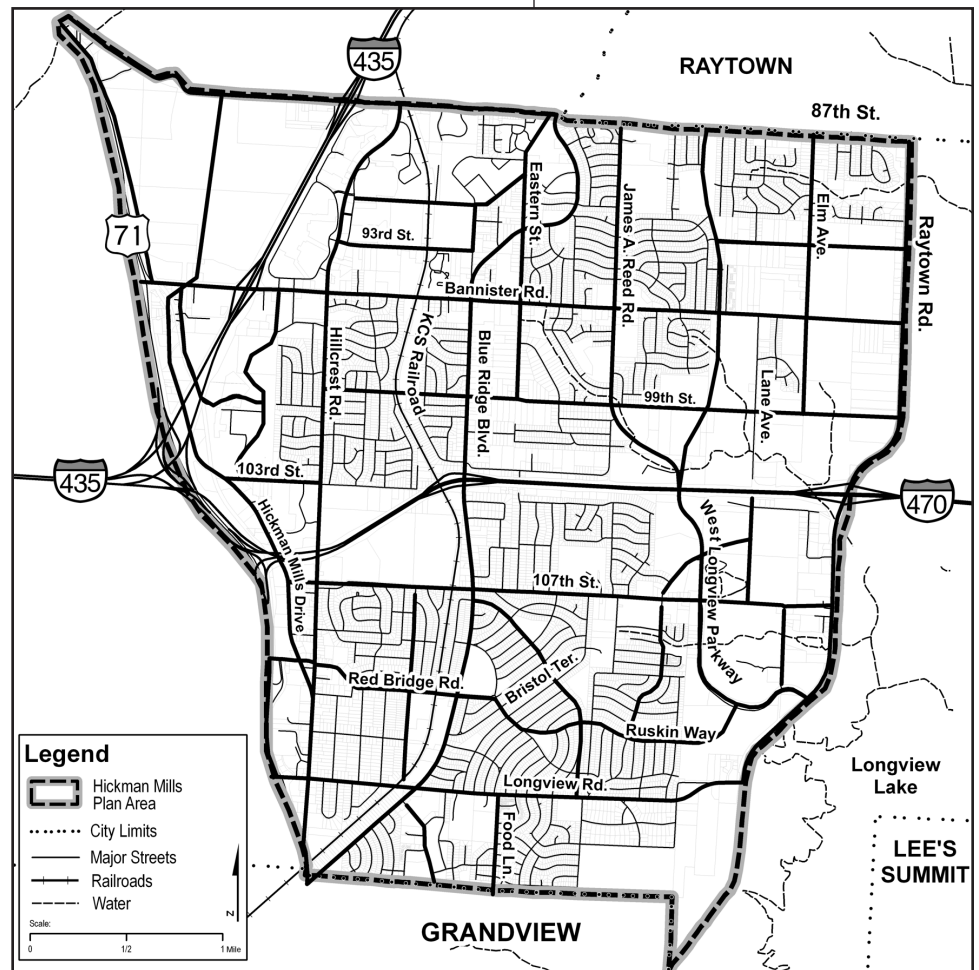 435
RAYTOWN
87th St.
71
93rd St.
Eastern St.
James A. Reed Rd.
Elm Ave.
Raytown Rd.
Bannister Rd.
Hillcrest Rd.
KCS Railroad
Blue Ridge Blvd.
Lane Ave.
99th St.
103rd St.
435
470
Hickman Mills Drive
West Longview Parkway
107th St.
Red Bridge Rd.
Bristol Ter.
Ruskin Way
Longview Rd.
Food Ln.
Longview
Lake
LEE'S
SUMMIT
GRANDVIEW
Legend
Hickman Mills
Plan Area
City Limits
Major Streets
Railroads
Water
N
Scale:
0 1/2 1 Mile